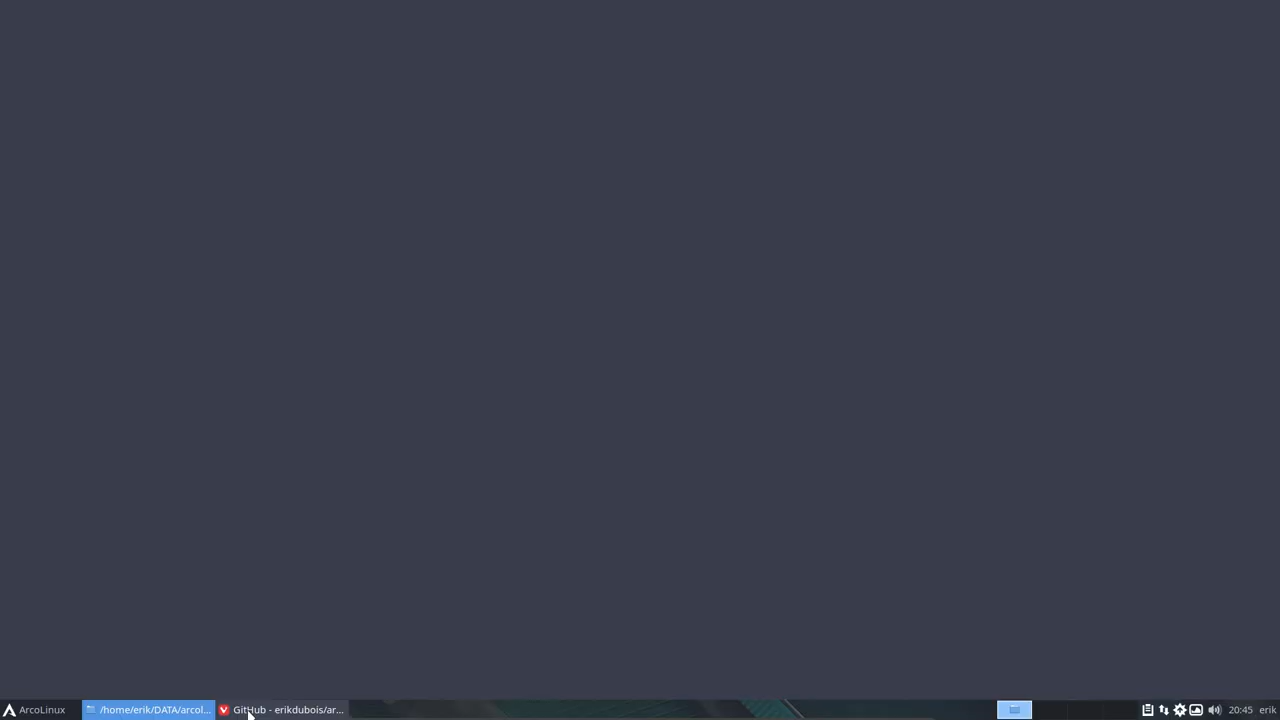 ArcoLinux
/home/erik/DATA/arcol...
GitHub - erikdubois/ar...
20:45
erik